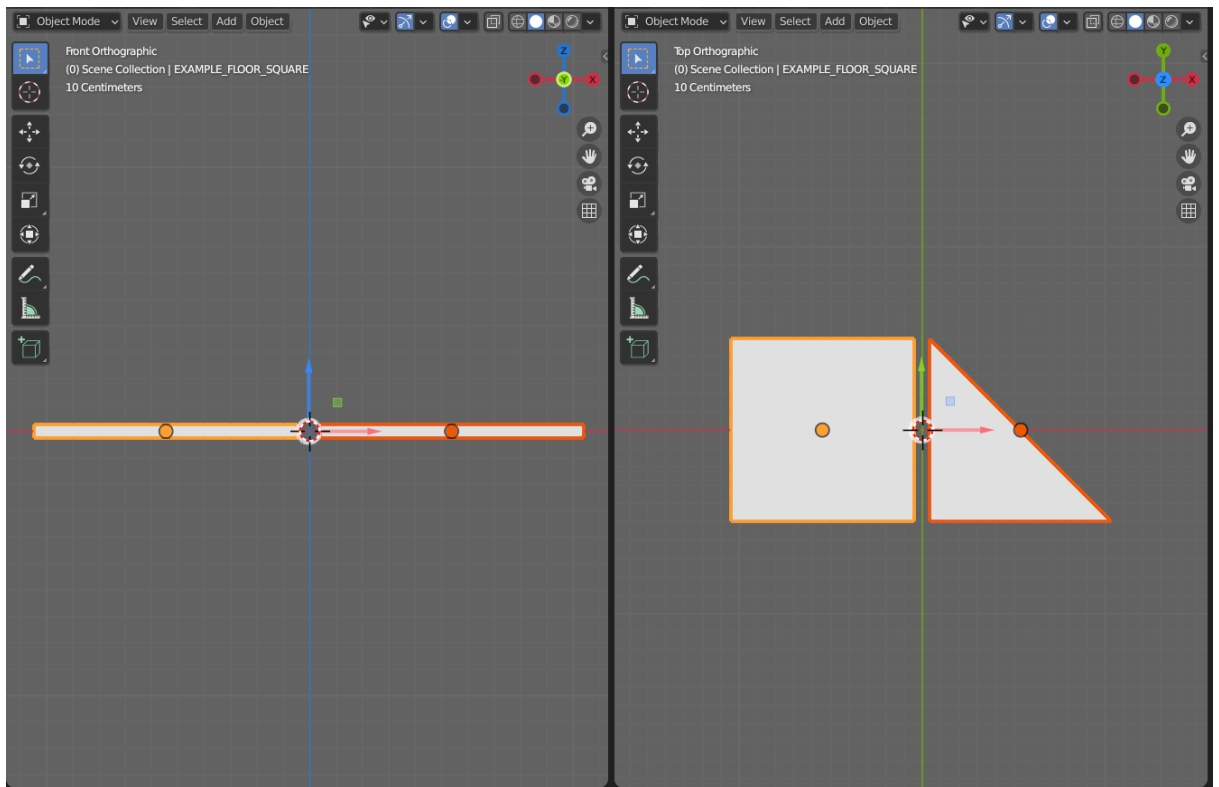 Object Mode View Select Add Object
Front Orthographic
(0) Scene Collection | EXAMPLE_FLOOR_SQUARE
10 Centimeters
Z
Y
X
Object Mode View Select Add Object
Top Orthographic
(0) Scene Collection | EXAMPLE_FLOOR_SQUARE
10 Centimeters
Y
Z
X